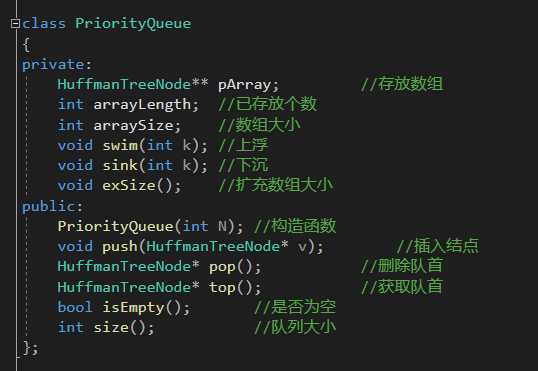 class PriorityQueue
{
private:
    HuffmanTreeNode** pArray;        //存放数组
    int arrayLength;  //已存放个数
    int arraySize;    //数组大小
    void swim(int k); //上浮
    void sink(int k); //下沉
    void exSize();    //扩充数组大小
public:
    PriorityQueue(int N); //构造函数
    void push(HuffmanTreeNode* v);        //插入结点
    HuffmanTreeNode* pop();          //删除队首
    HuffmanTreeNode* top();          //获取队首
    bool isEmpty();       //是否为空
    int size();           //队列大小
};